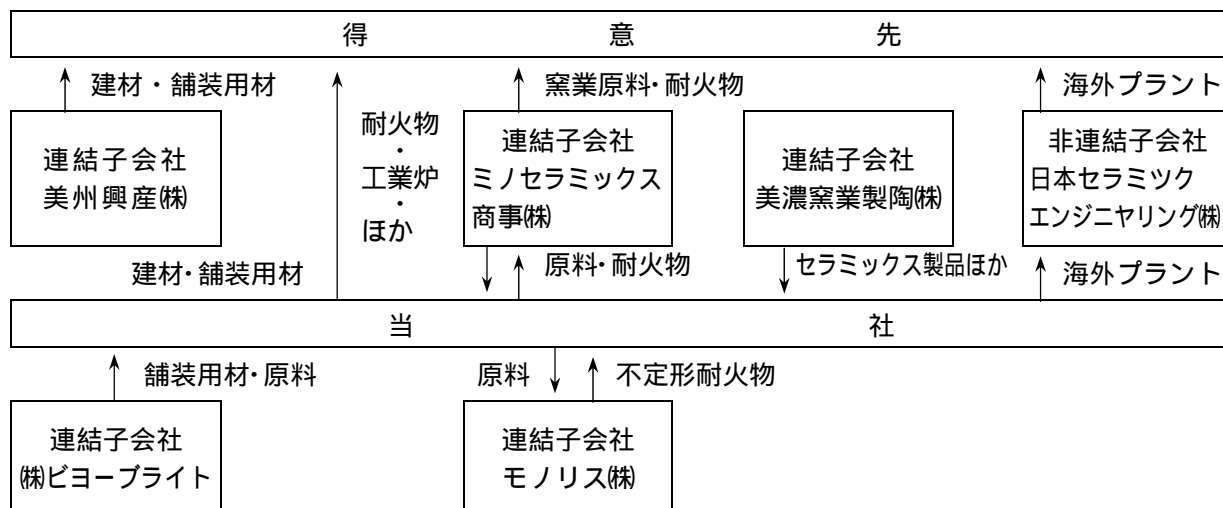 得意先
建材・舗装用材
窯業原料・耐火物
海外プラント
連結子会社
美州興産㈱
耐火物
・
工業炉
・
ほか
連結子会社
ミノセラミックス
商事㈱
連結子会社
美濃窯業製陶㈱
非連結子会社
日本セラミツク
エンジニヤリング㈱
建材・舗装用材
原料・耐火物
セラミックス製品ほか
海外プラント
当社
舗装用材・原料
原料
不定形耐火物
連結子会社
㈱ビヨーブライト
連結子会社
モノリス㈱